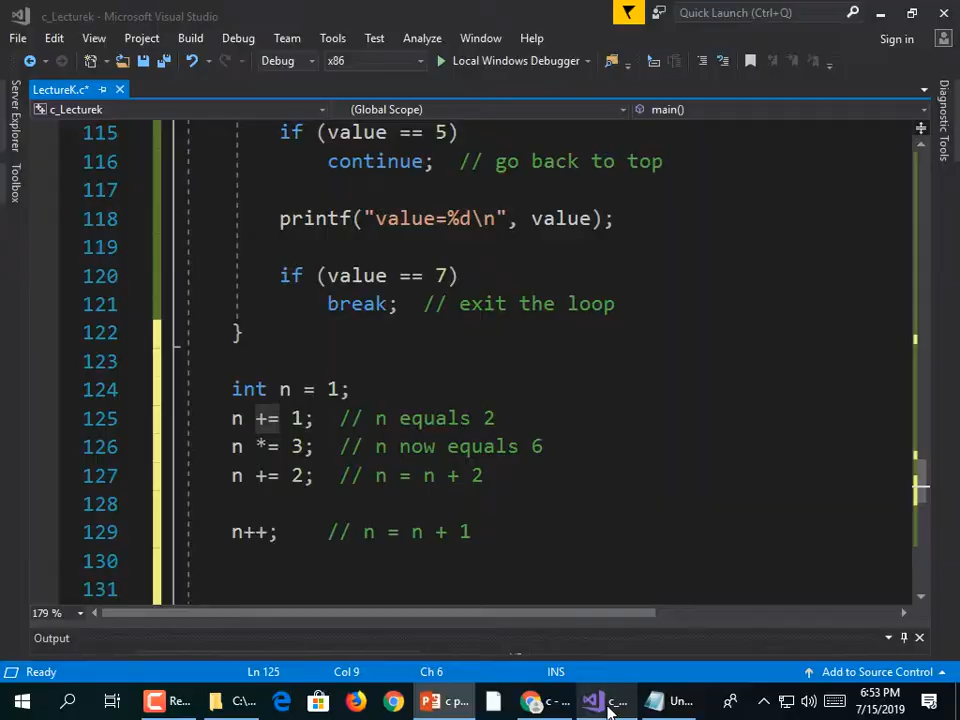 c_Lecturek - Microsoft Visual Studio
Quick Launch (Ctrl+Q)
File Edit View Project Build Debug Team Tools Test Analyze Window Help
Sign in
Debug x86 Local Windows Debugger
LectureK.c*
c_Lecturek (Global Scope) main()
Server Explorer
Toolbox
Diagnostic Tools
115 if (value == 5)
116 continue; // go back to top
117
118 printf("value=%d\n", value);
119
120 if (value == 7)
121 break; // exit the loop
122 }
123
124 int n = 1;
125 n += 1; // n equals 2
126 n *= 3; // n now equals 6
127 n += 2; // n = n + 2
128
129 n++; // n = n + 1
130
131
179 %
Output
Ready Ln 125 Col 9 Ch 6 INS Add to Source Control
Re... C:\... c p... c - ... c_... Un...
6:53 PM
7/15/2019